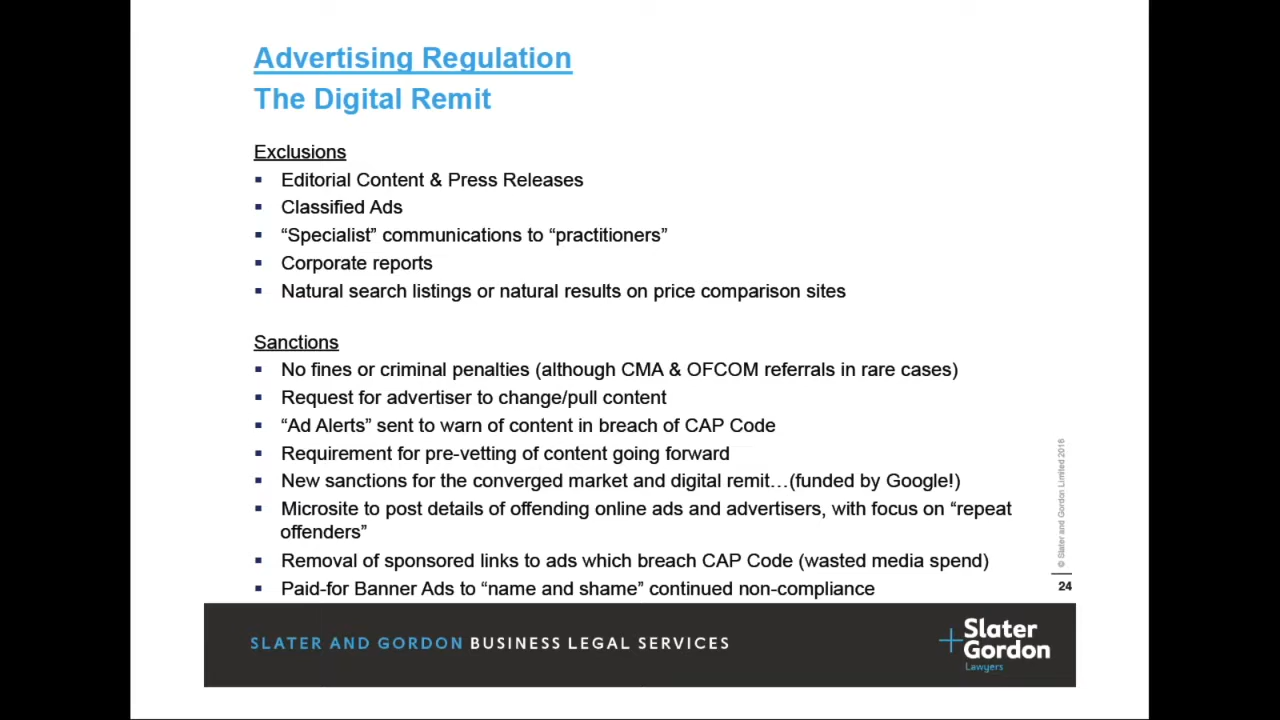 Advertising Regulation
The Digital Remit
Exclusions
▪ Editorial Content & Press Releases
▪ Classified Ads
▪ “Specialist” communications to “practitioners”
▪ Corporate reports
▪ Natural search listings or natural results on price comparison sites
Sanctions
▪ No fines or criminal penalties (although CMA & OFCOM referrals in rare cases)
▪ Request for advertiser to change/pull content
▪ “Ad Alerts” sent to warn of content in breach of CAP Code
▪ Requirement for pre-vetting of content going forward
▪ New sanctions for the converged market and digital remit…(funded by Google!)
▪ Microsite to post details of offending online ads and advertisers, with focus on “repeat
offenders”
▪ Removal of sponsored links to ads which breach CAP Code (wasted media spend)
▪ Paid-for Banner Ads to “name and shame” continued non-compliance
© Slater and Gordon Limited 2016
24
SLATER AND GORDON BUSINESS LEGAL SERVICES
Slater
Gordon
Lawyers